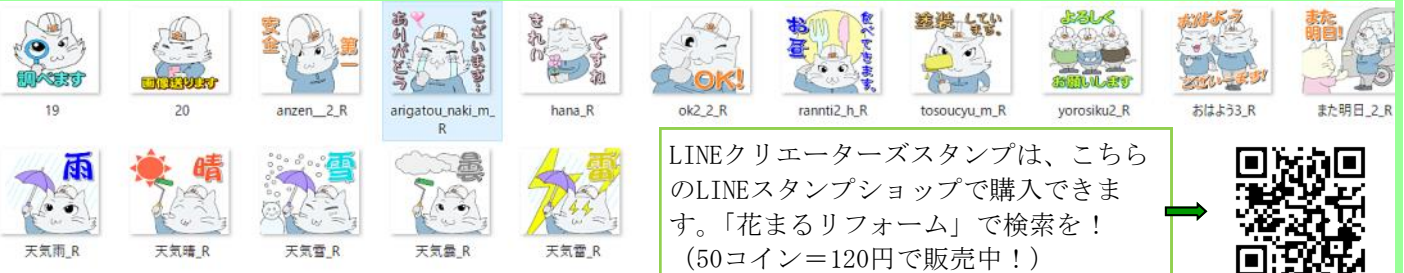 調べます
画像送ります
安全
第一
ありがとう
ございます…
きれい
ですね
OK!
お昼
食べてきます。
塗装
しています。
よろしく
お願いします
おはよう
ございまーす!
また
明日!
19
20
anzen__2_R
arigatou_naki_m_
R
hana_R
ok2_2_R
rannti2_h_R
tosoucyu_m_R
yorosiku2_R
おはよう3_R
また明日_2_R
雨
晴
雪
曇
雷
天気雨_R
天気晴_R
天気雪_R
天気曇_R
天気雷_R
LINEクリエーターズスタンプは、こちら
のLINEスタンプショップで購入できま
す。「花まるリフォーム」で検索を!
(50コイン=120円で販売中!)